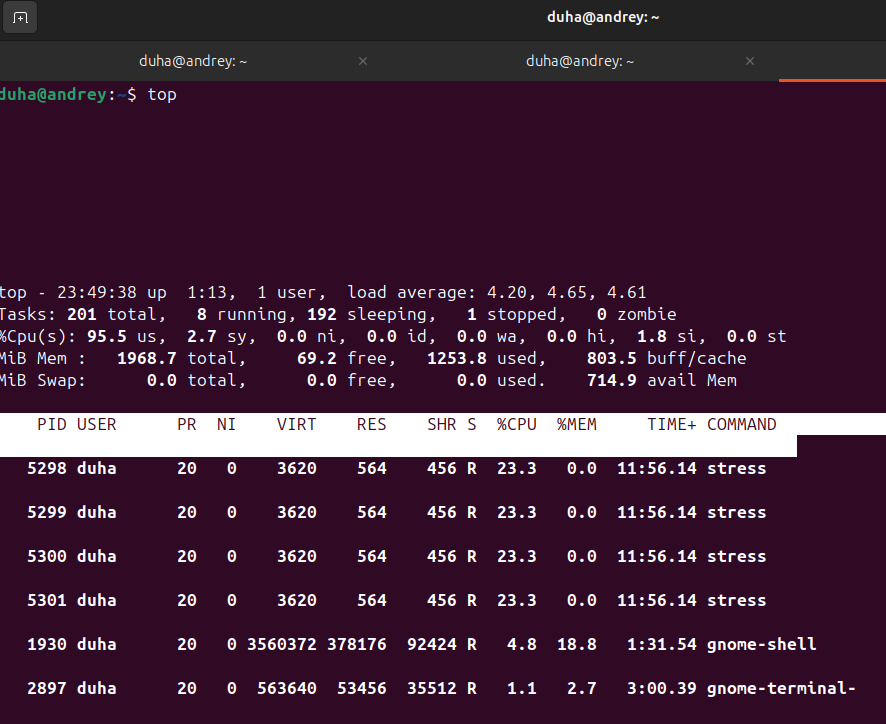 duha@andrey: ~
duha@andrey: ~ × duha@andrey: ~ ×
duha@andrey:~$ top
top - 23:49:38 up  1:13,  1 user,  load average: 4.20, 4.65, 4.61
Tasks: 201 total,   8 running, 192 sleeping,   1 stopped,   0 zombie
%Cpu(s): 95.5 us,  2.7 sy,  0.0 ni,  0.0 id,  0.0 wa,  0.0 hi,  1.8 si,  0.0 st
MiB Mem :   1968.7 total,     69.2 free,   1253.8 used,    803.5 buff/cache
MiB Swap:      0.0 total,      0.0 free,      0.0 used.    714.9 avail Mem
PID USER      PR  NI    VIRT    RES    SHR S  %CPU  %MEM     TIME+ COMMAND
5298 duha      20   0    3620    564    456 R  23.3   0.0  11:56.14 stress
5299 duha      20   0    3620    564    456 R  23.3   0.0  11:56.14 stress
5300 duha      20   0    3620    564    456 R  23.3   0.0  11:56.14 stress
5301 duha      20   0    3620    564    456 R  23.3   0.0  11:56.14 stress
1930 duha      20   0 3560372 378176  92424 R   4.8  18.8   1:31.54 gnome-shell
2897 duha      20   0  563640  53456  35512 R   1.1   2.7   3:00.39 gnome-terminal-